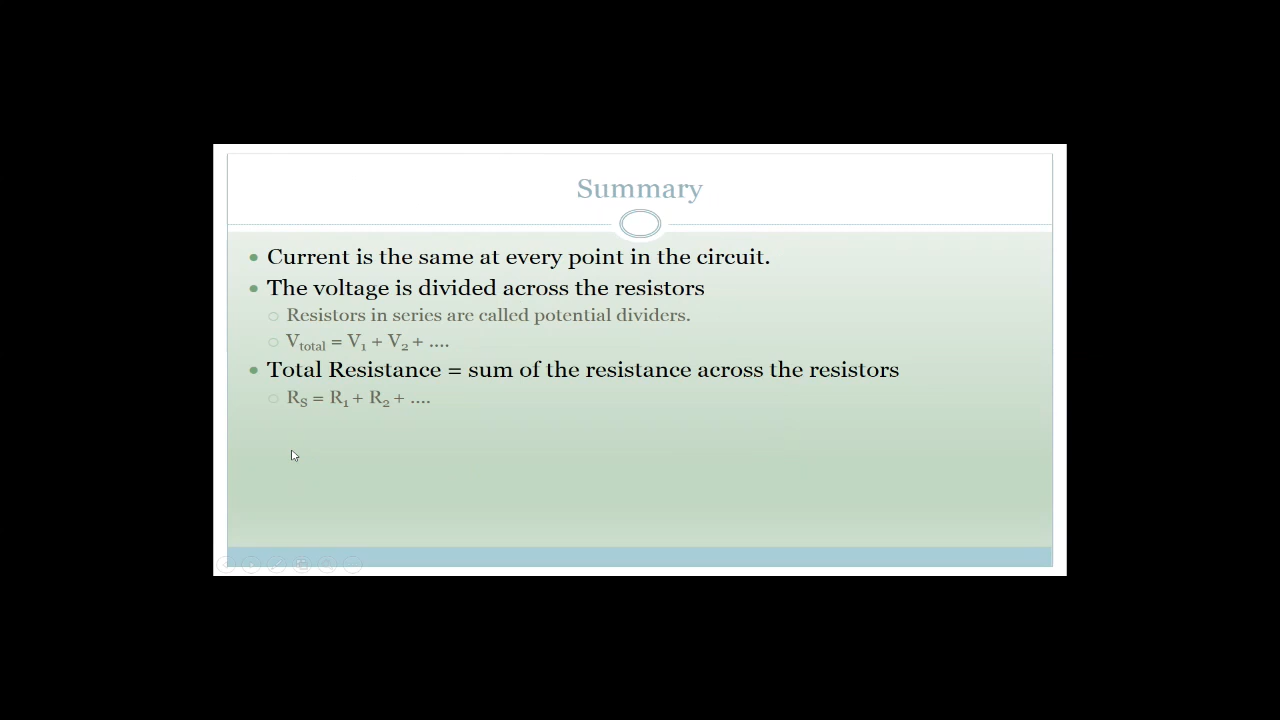 Summary
• Current is the same at every point in the circuit.
• The voltage is divided across the resistors
○ Resistors in series are called potential dividers.
○ Vtotal = V1 + V2 + ....
• Total Resistance = sum of the resistance across the resistors
○ RS = R1 + R2 + ....